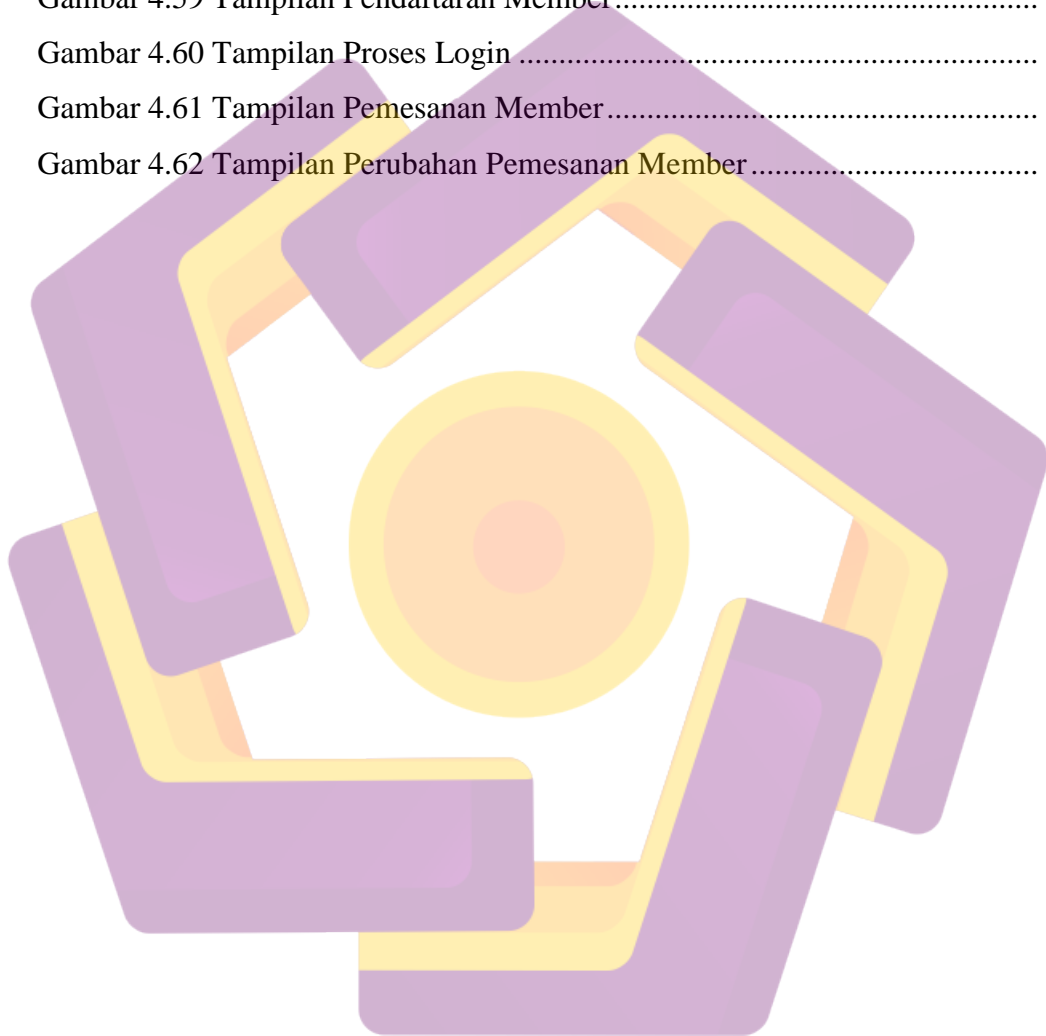 Gambar 4.59 Tampilan Pendaftaran Member..................................................
Gambar 4.60 Tampilan Proses Login ..............................................................
Gambar 4.61 Tampilan Pemesanan Member....................................................
Gambar 4.62 Tampilan Perubahan Pemesanan Member..................................